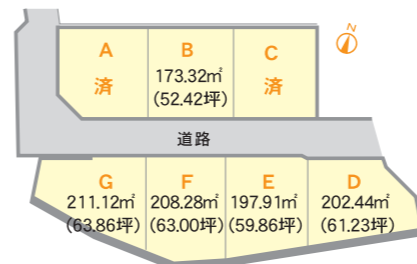 N
A
済
B
173.32㎡
(52.42坪)
C
済
道路
G
211.12㎡
(63.86坪)
F
208.28㎡
(63.00坪)
E
197.91㎡
(59.86坪)
D
202.44㎡
(61.23坪)